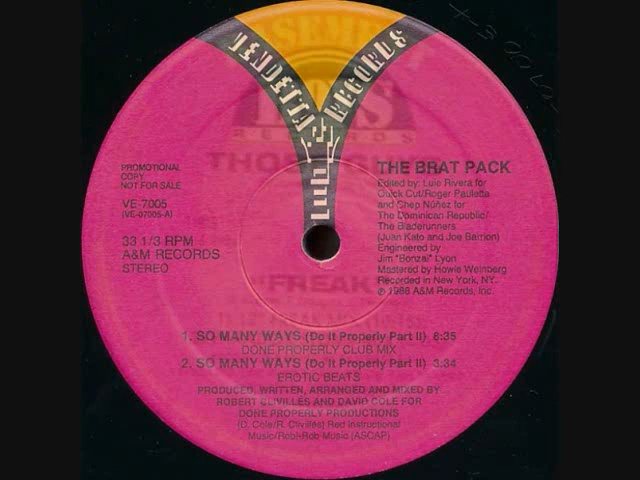 VENDETTA RECORDS
PROMOTIONAL
COPY
NOT FOR SALE
VE-7005
(VE-07005-A)
33 1/3 RPM
A&M RECORDS
STEREO
THE BRAT PACK
Edited by: Luis Rivera for
Quick Cut/Roger Pauletta
and Chep Núñez for
The Dominican Republic/
The Bladerunners
(Juan Kato and Joe Barrion)
Engineered by
Jim "Bonzai" Lyon
Mastered by Howie Weinberg
Recorded in New York, NY.
℗ 1988 A&M Records, Inc.
"FREAK
1. SO MANY WAYS (Do It Properly Part II) 6:35
DONE PROPERLY CLUB MIX
2. SO MANY WAYS (Do It Properly Part II) 3:34
EROTIC BEATS
PRODUCED, WRITTEN, ARRANGED AND MIXED BY
ROBERT CLIVILLÉS AND DAVID COLE FOR
DONE PROPERLY PRODUCTIONS
(D. Cole/R. Clivillés) Red Instructional
Music/Robi-Rob Music (ASCAP)